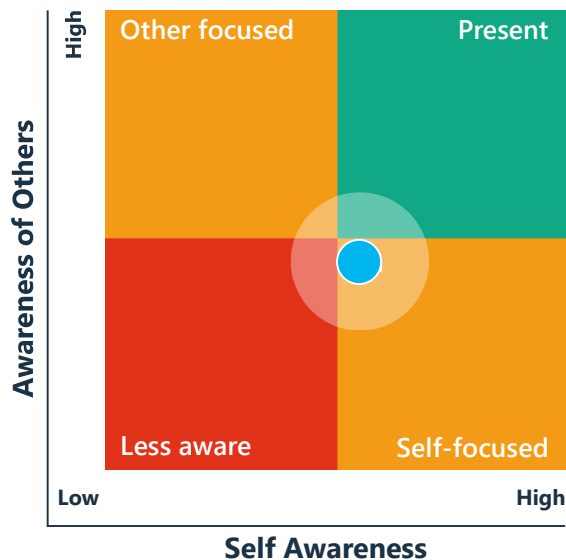 High
Other focused
Present
Awareness of Others
Less aware
Self-focused
Low
High
Self Awareness